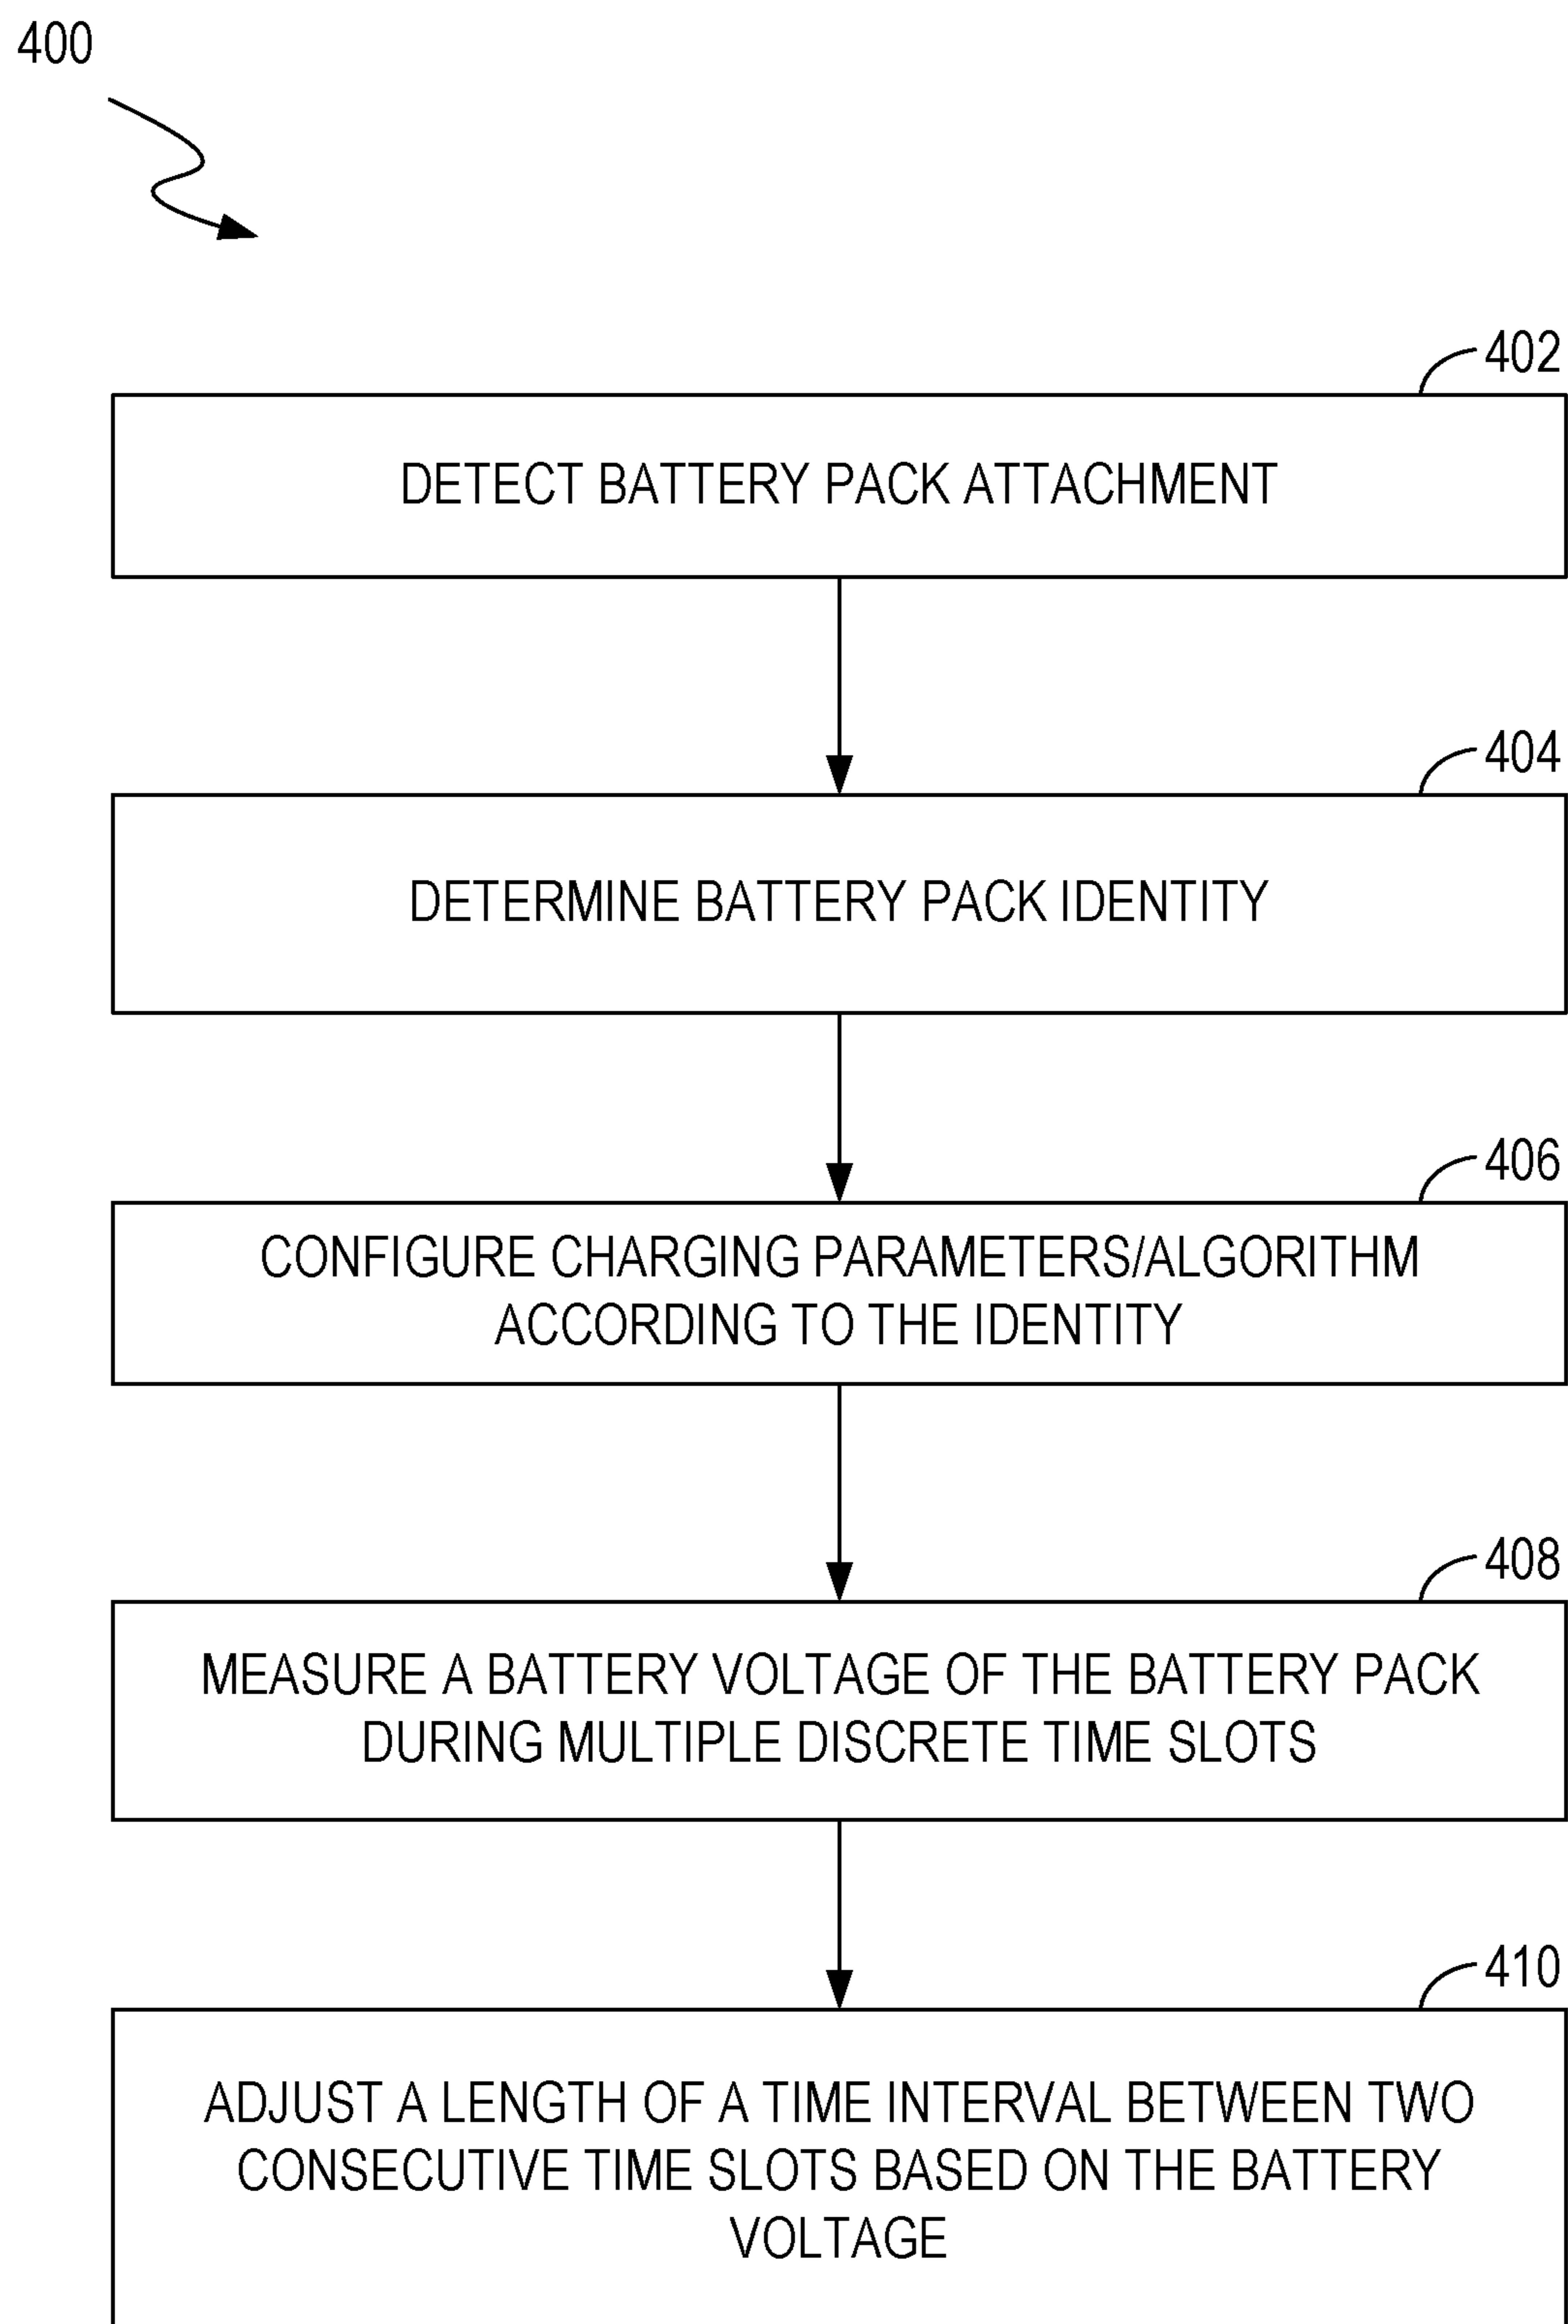 400
402
DETECT BATTERY PACK ATTACHMENT
404
DETERMINE BATTERY PACK IDENTITY
406
CONFIGURE CHARGING PARAMETERS/ALGORITHM
ACCORDING TO THE IDENTITY
408
MEASURE A BATTERY VOLTAGE OF THE BATTERY PACK
DURING MULTIPLE DISCRETE TIME SLOTS
410
ADJUST A LENGTH OF A TIME INTERVAL BETWEEN TWO
CONSECUTIVE TIME SLOTS BASED ON THE BATTERY
VOLTAGE